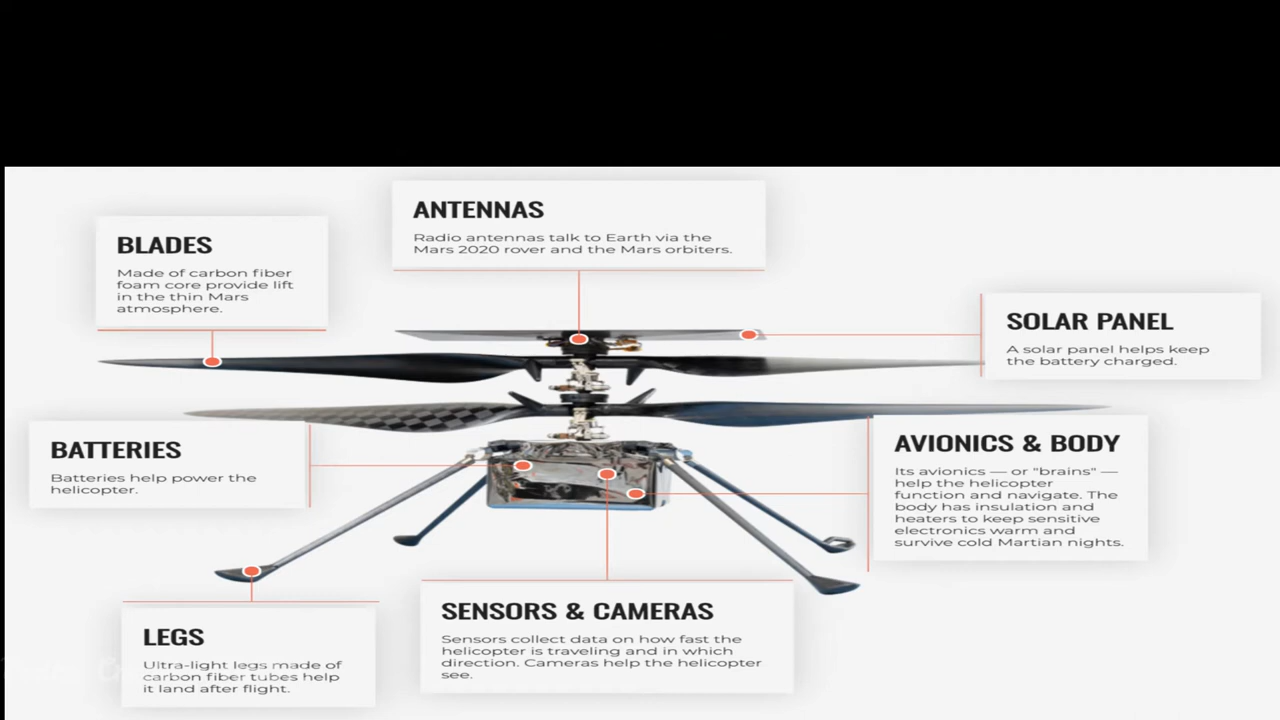 ANTENNAS
Radio antennas talk to Earth via the
Mars 2020 rover and the Mars orbiters.
BLADES
Made of carbon fiber
foam core provide lift
in the thin Mars
atmosphere.
SOLAR PANEL
A solar panel helps keep
the battery charged.
BATTERIES
Batteries help power the
helicopter.
AVIONICS & BODY
Its avionics — or "brains" —
help the helicopter
function and navigate. The
body has insulation and
heaters to keep sensitive
electronics warm and
survive cold Martian nights.
LEGS
Ultra-light legs made of
carbon fiber tubes help
it land after flight.
SENSORS & CAMERAS
Sensors collect data on how fast the
helicopter is traveling and in which
direction. Cameras help the helicopter
see.